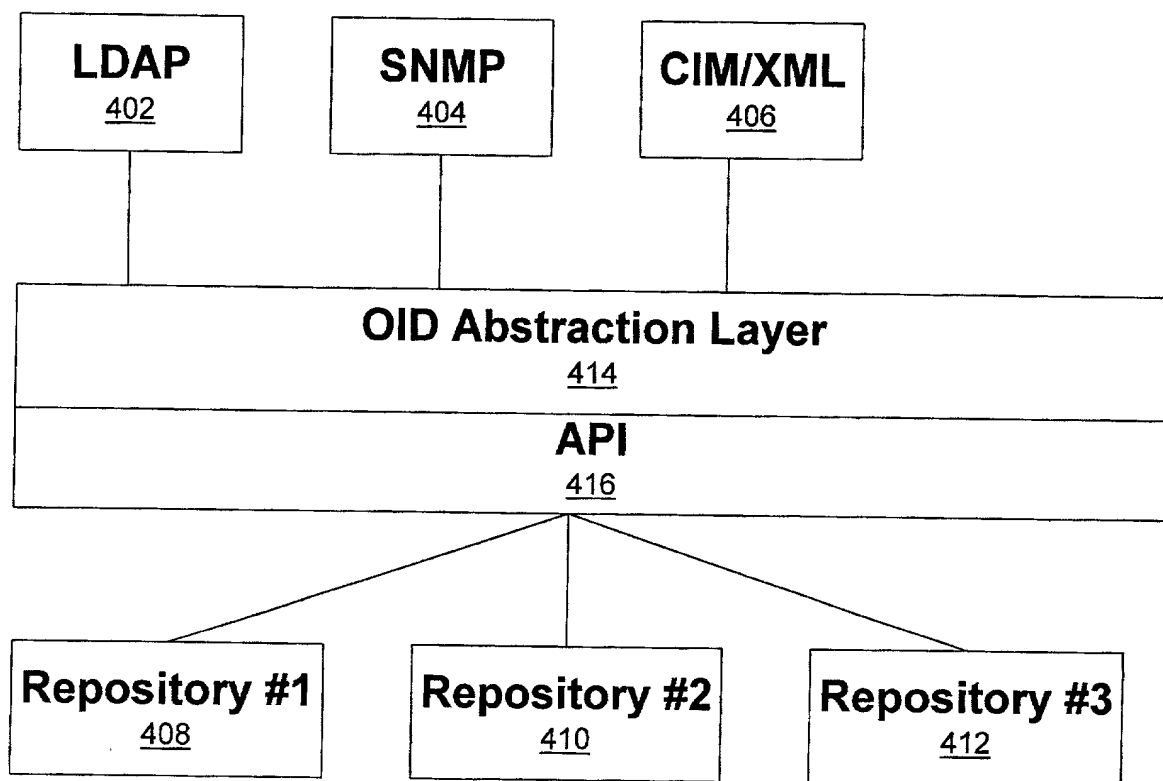 LDAP
402
SNMP
404
CIM/XML
406
OID Abstraction Layer
414
API
416
Repository #1
408
Repository #2
410
Repository #3
412